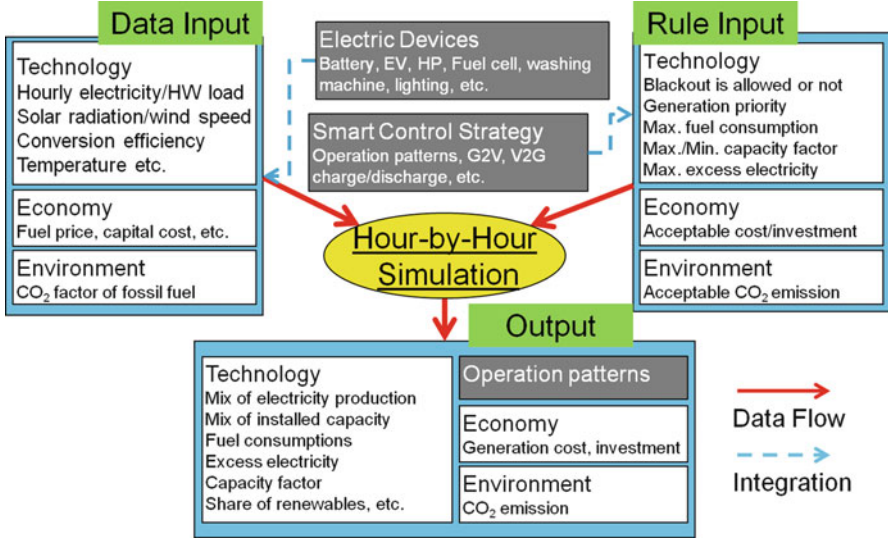 Data Input
Technology
Hourly electricity/HW load
Solar radiation/wind speed
Conversion efficiency
Temperature etc.
Economy
Fuel price, capital cost, etc.
Environment
CO₂ factor of fossil fuel
Electric Devices
Battery, EV, HP, Fuel cell, washing
machine, lighting, etc.
Smart Control Strategy
Operation patterns, G2V, V2G
charge/discharge, etc.
Rule Input
Technology
Blackout is allowed or not
Generation priority
Max. fuel consumption
Max./Min. capacity factor
Max. excess electricity
Economy
Acceptable cost/investment
Environment
Acceptable CO₂ emission
Hour-by-Hour
Simulation
Output
Technology
Mix of electricity production
Mix of installed capacity
Fuel consumptions
Excess electricity
Capacity factor
Share of renewables, etc.
Operation patterns
Economy
Generation cost, investment
Environment
CO₂ emission
Data Flow
Integration